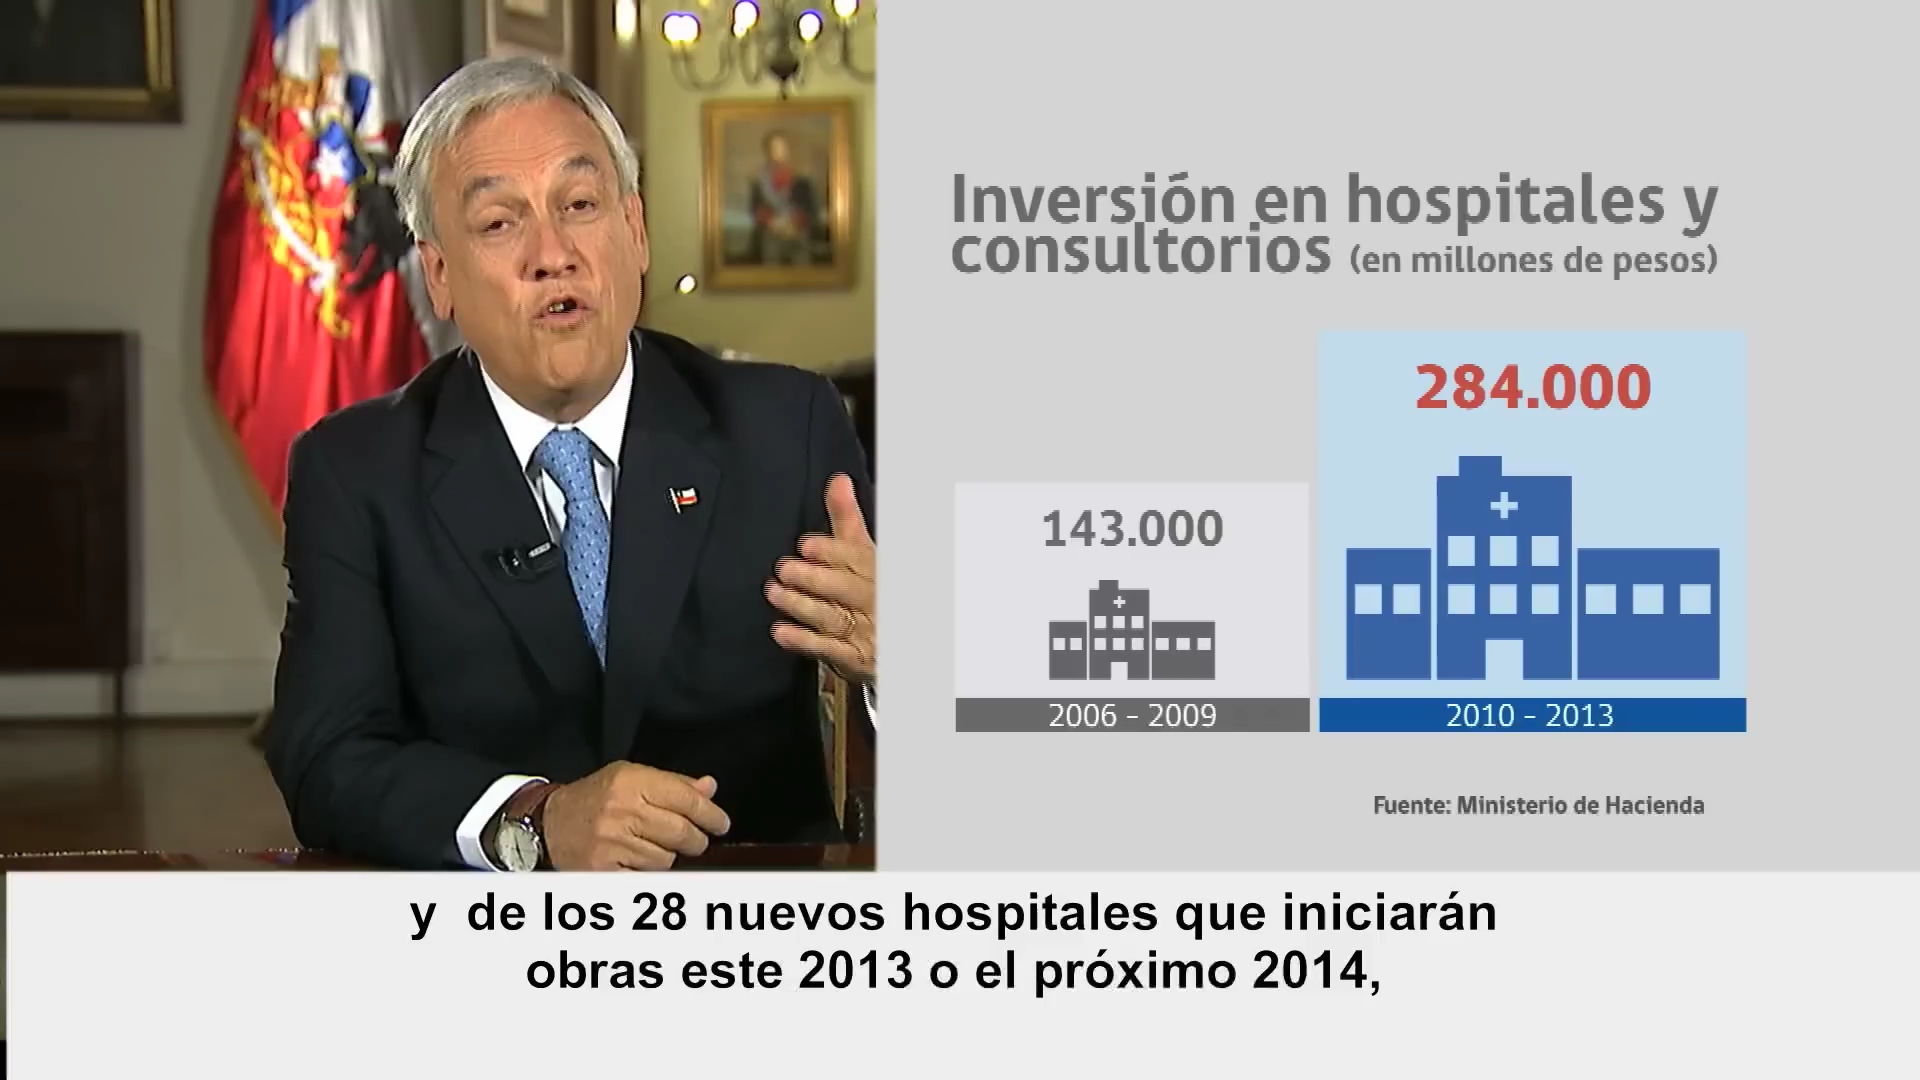 Inversión en hospitales y
consultorios (en millones de pesos)
143.000
284.000
2006 - 2009
2010 - 2013
Fuente: Ministerio de Hacienda
y de los 28 nuevos hospitales que iniciarán
obras este 2013 o el próximo 2014,